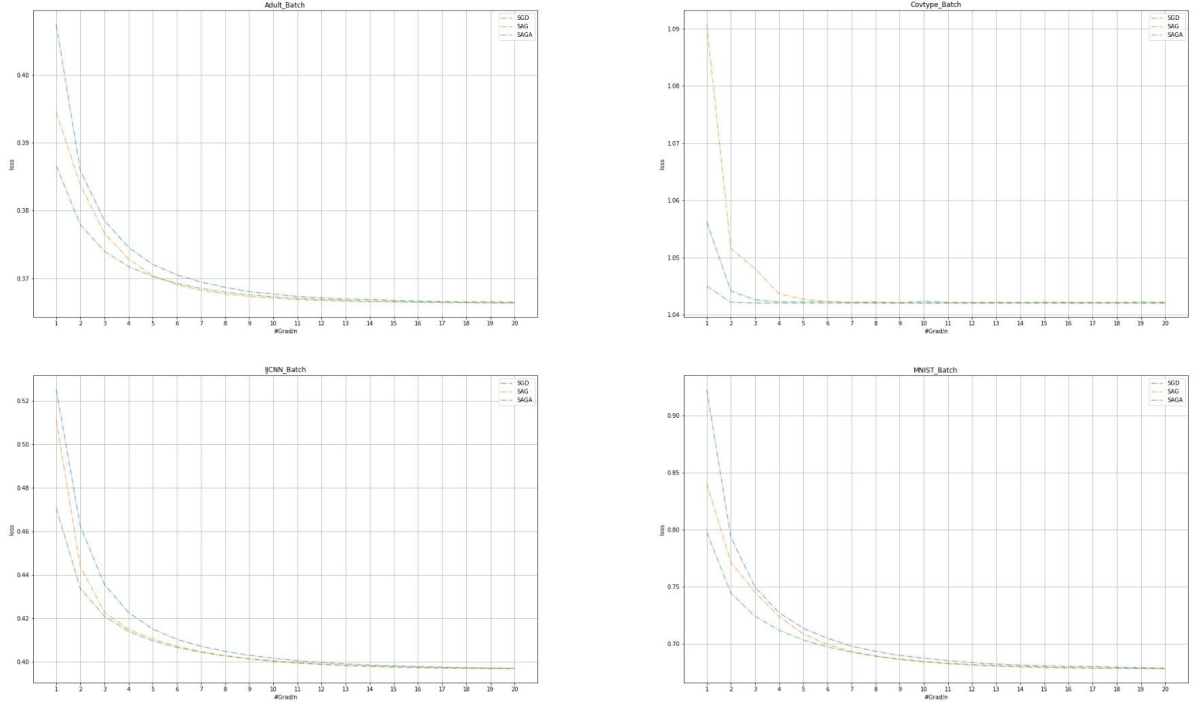 Adult_Batch
SGD
SAG
SAGA
0.40
0.39
0.38
0.37
loss
1 2 3 4 5 6 7 8 9 10 11 12 13 14 15 16 17 18 19 20
#Grad/n
Covtype_Batch
SGD
SAG
SAGA
1.09
1.08
1.07
1.06
1.05
1.04
loss
1 2 3 4 5 6 7 8 9 10 11 12 13 14 15 16 17 18 19 20
#Grad/n
IJCNN_Batch
SGD
SAG
SAGA
0.52
0.50
0.48
0.46
0.44
0.42
0.40
loss
1 2 3 4 5 6 7 8 9 10 11 12 13 14 15 16 17 18 19 20
#Grad/n
MNIST_Batch
SGD
SAG
SAGA
0.90
0.85
0.80
0.75
0.70
loss
1 2 3 4 5 6 7 8 9 10 11 12 13 14 15 16 17 18 19 20
#Grad/n